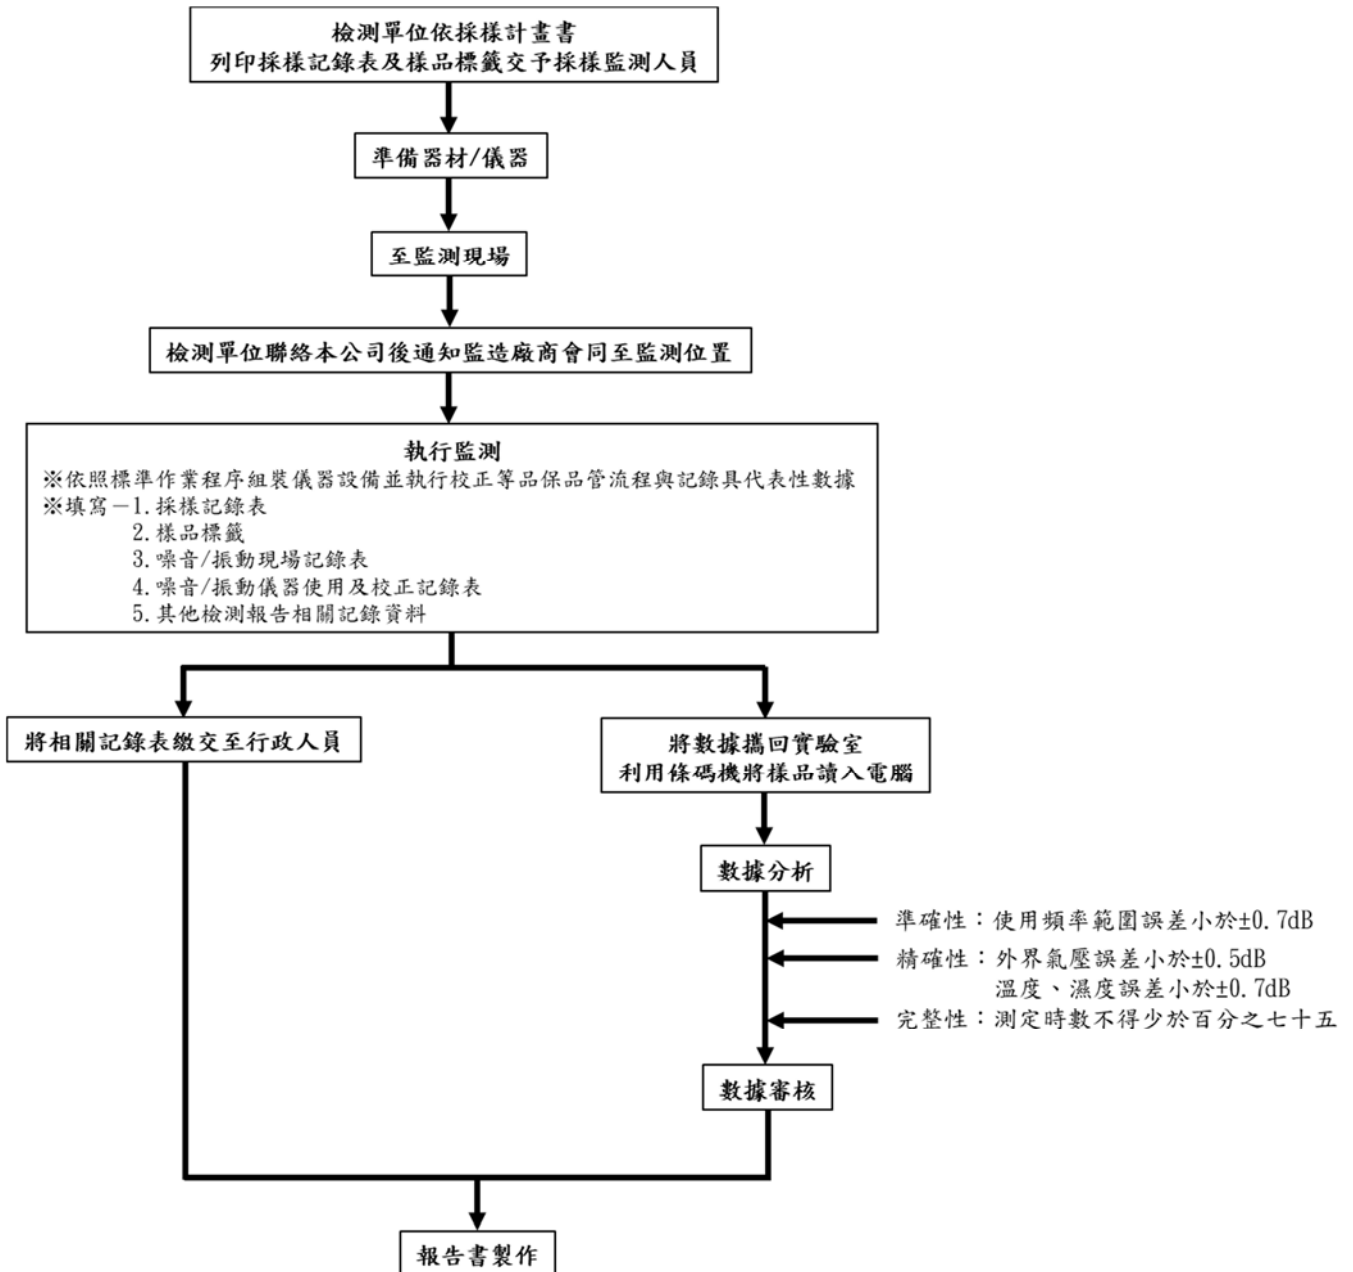 檢測單位依採樣計畫書
列印採樣記錄表及樣品標籤交予採樣監測人員
準備器材/儀器
至監測現場
檢測單位聯絡本公司後通知監造廠商會同至監測位置
執行監測
※依照標準作業程序組裝儀器設備並執行校正等品保品管流程與記錄具代表性數據
※填寫－1.採樣記錄表
2.樣品標籤
3.噪音/振動現場記錄表
4.噪音/振動儀器使用及校正記錄表
5.其他檢測報告相關記錄資料
將相關記錄表繳交至行政人員
將數據攜回實驗室
利用條碼機將樣品讀入電腦
數據分析
準確性：使用頻率範圍誤差小於±0.7dB
精確性：外界氣壓誤差小於±0.5dB
溫度、濕度誤差小於±0.7dB
完整性：測定時數不得少於百分之七十五
數據審核
報告書製作